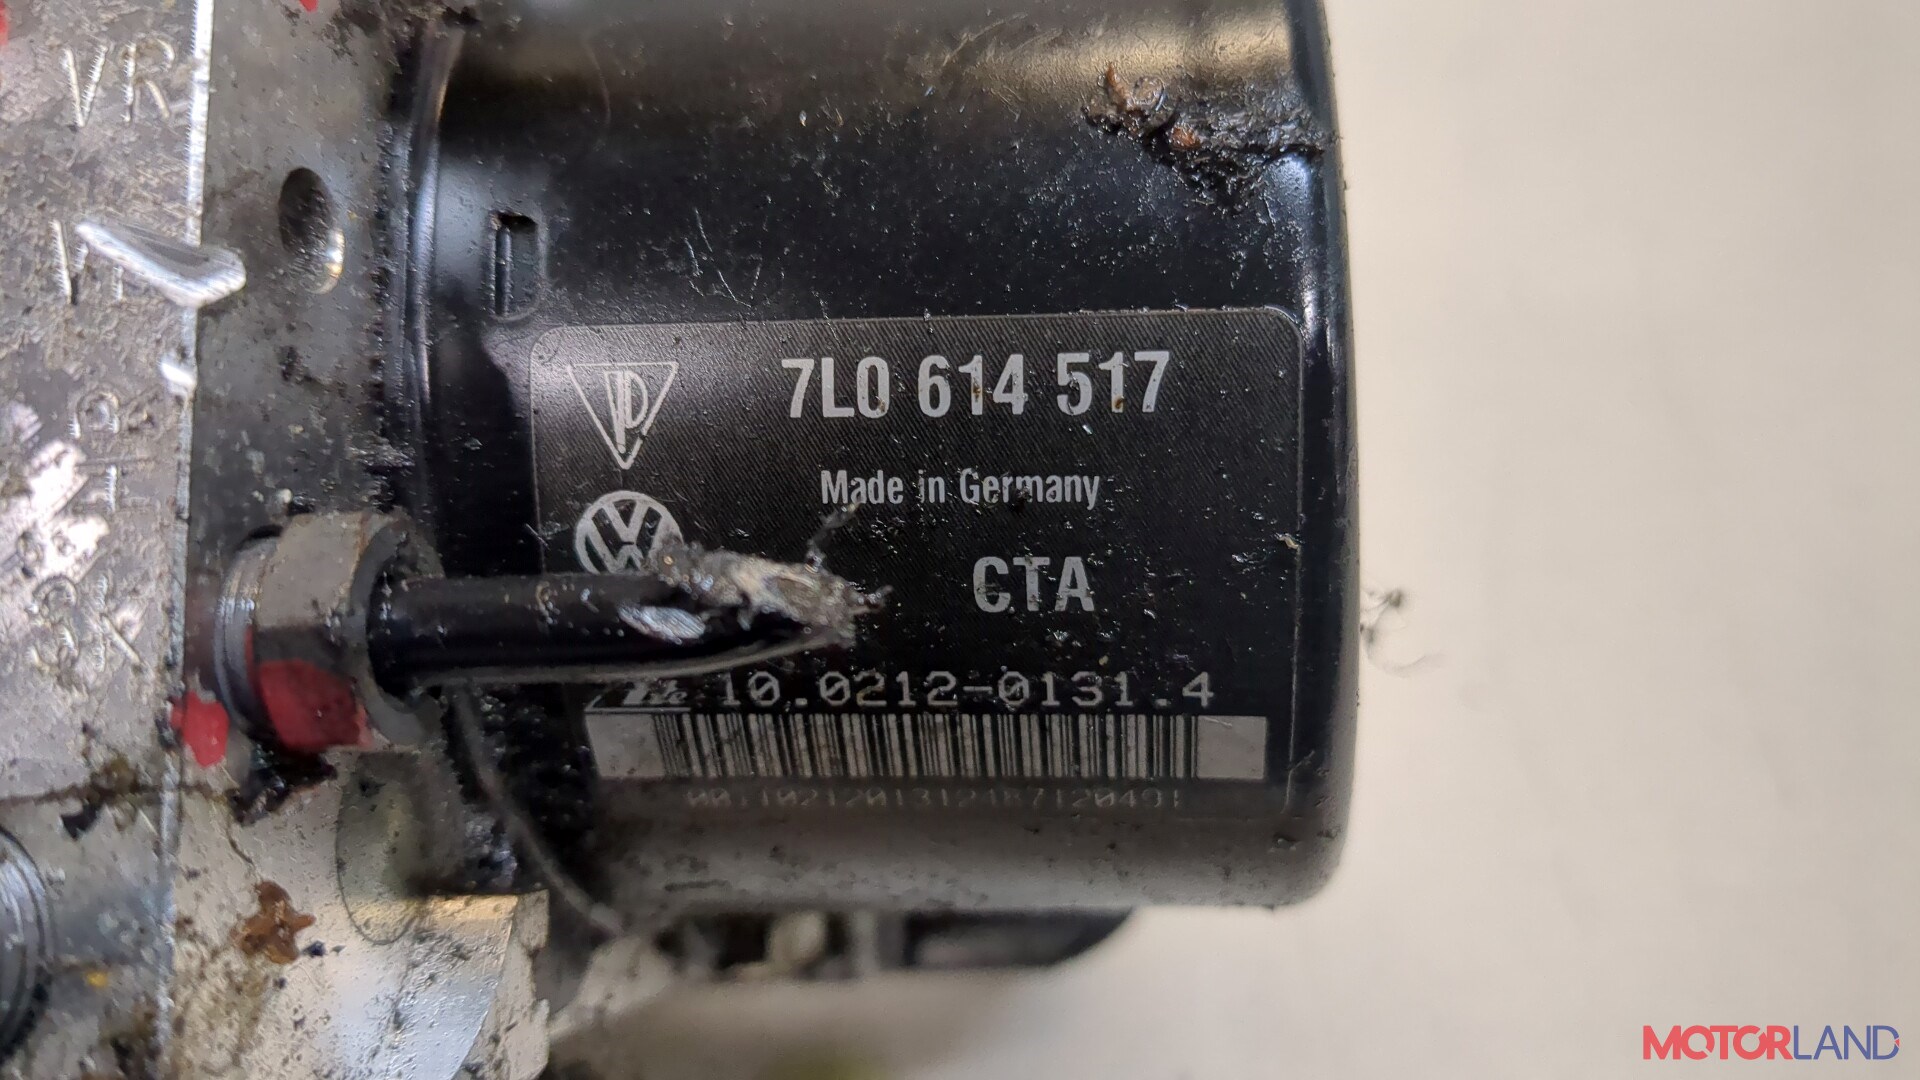 VR
7L0 614 517
Made in Germany
CTA
10.0212-0131.4
MOTORLAND